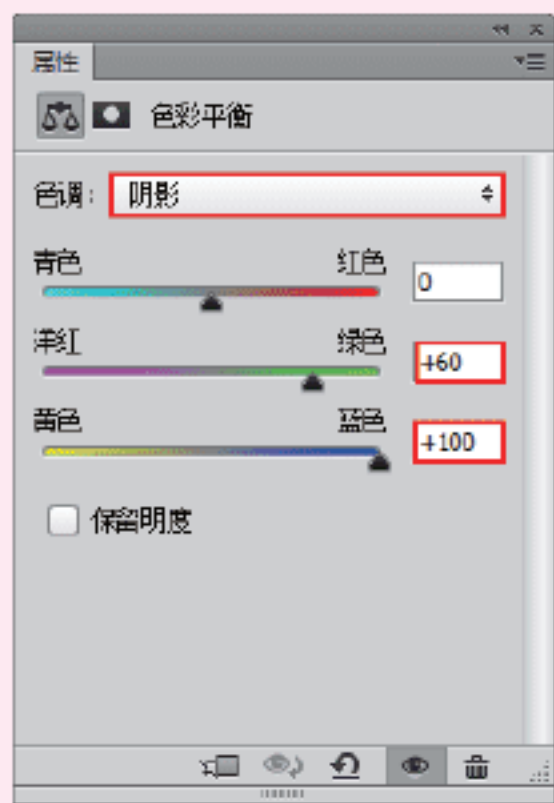 属性
色彩平衡
色调: 阴影
青色 红色 0
洋红 绿色 +60
黄色 蓝色 +100
保留明度